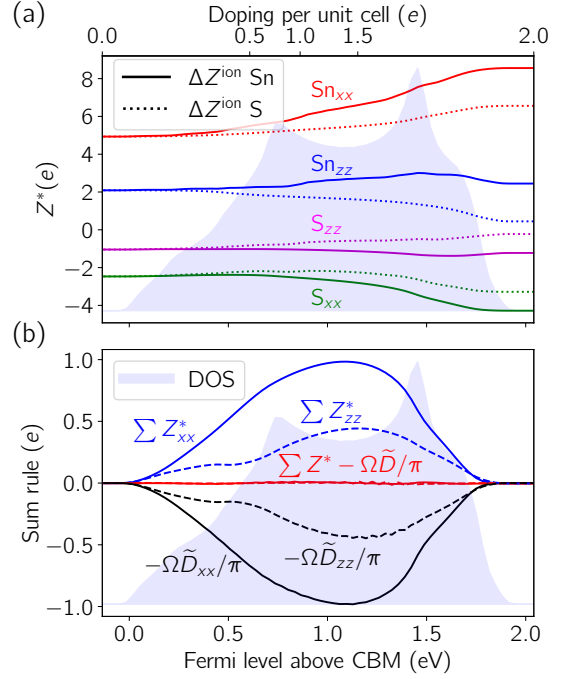 (a)
Doping per unit cell (e)
0.0 0.5 1.0 1.5 2.0
ΔZ^ion Sn
ΔZ^ion S
Sn_xx
Sn_zz
S_zz
S_xx
Z*(e)
8
6
4
2
0
−2
−4
(b)
DOS
∑ Z*_xx
∑ Z*_zz
∑ Z* − ΩD̃/π
−ΩD̃_xx/π
−ΩD̃_zz/π
Sum rule (e)
1.0
0.5
0.0
−0.5
−1.0
0.0 0.5 1.0 1.5 2.0
Fermi level above CBM (eV)